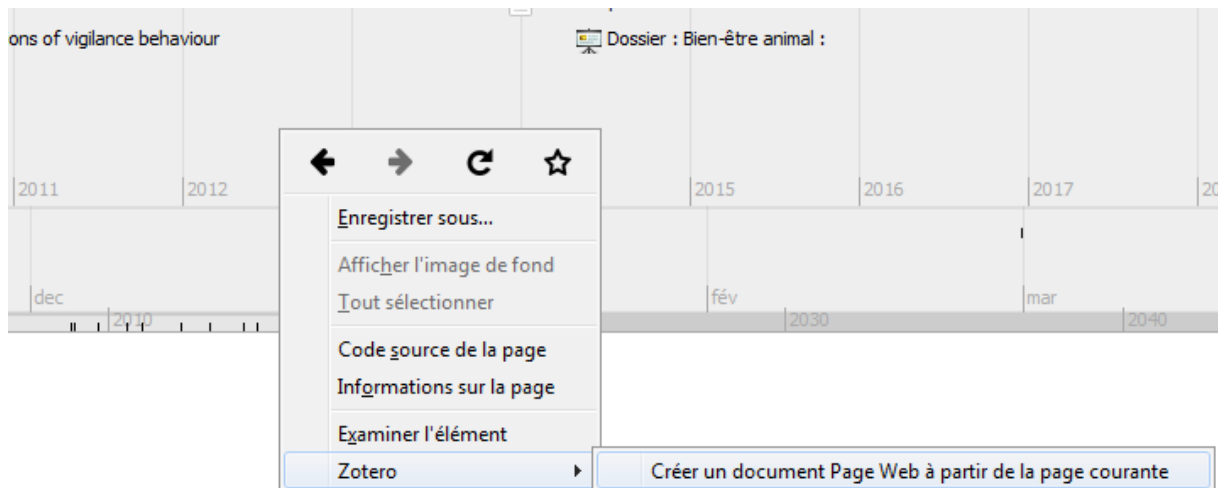 ons of vigilance behaviour
Dossier : Bien-être animal :
2011 2012 2015 2016 2017 20
Enregistrer sous...
Afficher l'image de fond
Tout sélectionner
dec fév mar
2010 2030 2040
Code source de la page
Informations sur la page
Examiner l'élément
Zotero Créer un document Page Web à partir de la page courante